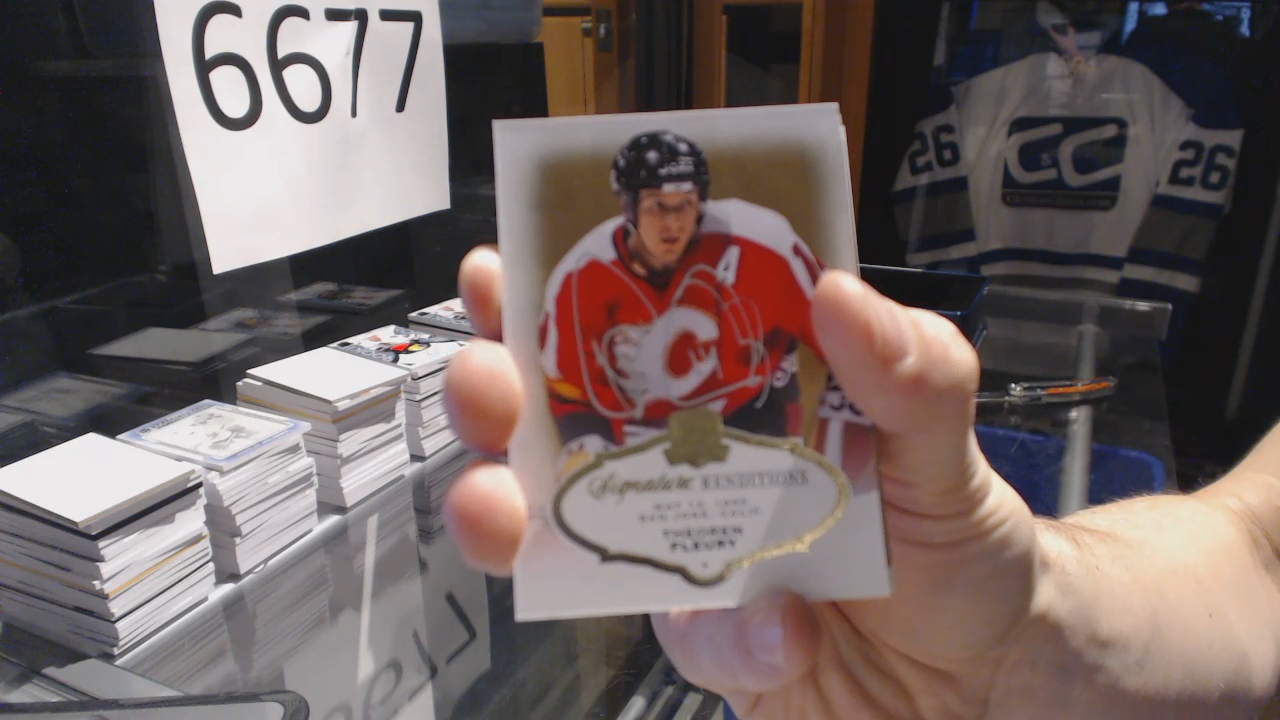 6677
26
C&C
26
A
C
Signature RENDITIONS
THEOREN
FLEURY